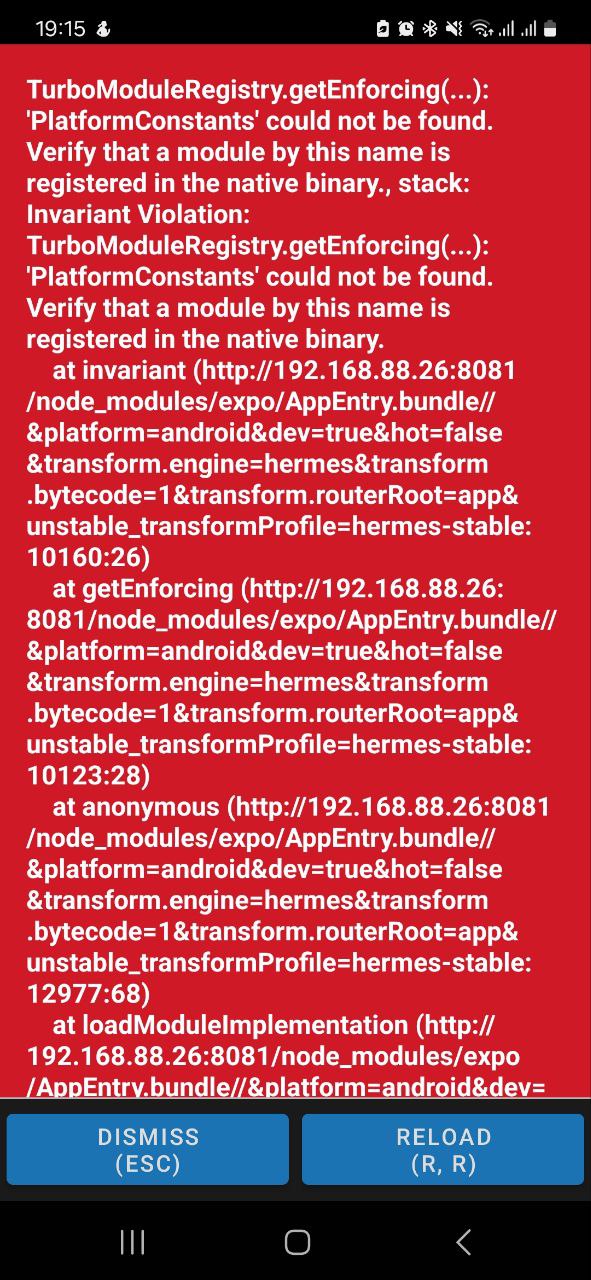 19:15
TurboModuleRegistry.getEnforcing(...):
'PlatformConstants' could not be found.
Verify that a module by this name is
registered in the native binary., stack:
Invariant Violation:
TurboModuleRegistry.getEnforcing(...):
'PlatformConstants' could not be found.
Verify that a module by this name is
registered in the native binary.
at invariant (http://192.168.88.26:8081
/node_modules/expo/AppEntry.bundle//
&platform=android&dev=true&hot=false
&transform.engine=hermes&transform
.bytecode=1&transform.routerRoot=app&
unstable_transformProfile=hermes-stable:
10160:26)
at getEnforcing (http://192.168.88.26:
8081/node_modules/expo/AppEntry.bundle//
&platform=android&dev=true&hot=false
&transform.engine=hermes&transform
.bytecode=1&transform.routerRoot=app&
unstable_transformProfile=hermes-stable:
10123:28)
at anonymous (http://192.168.88.26:8081
/node_modules/expo/AppEntry.bundle//
&platform=android&dev=true&hot=false
&transform.engine=hermes&transform
.bytecode=1&transform.routerRoot=app&
unstable_transformProfile=hermes-stable:
12977:68)
at loadModuleImplementation (http://
192.168.88.26:8081/node_modules/expo
/AppEntry.bundle//&platform=android&dev=
DISMISS
(ESC)
RELOAD
(R, R)